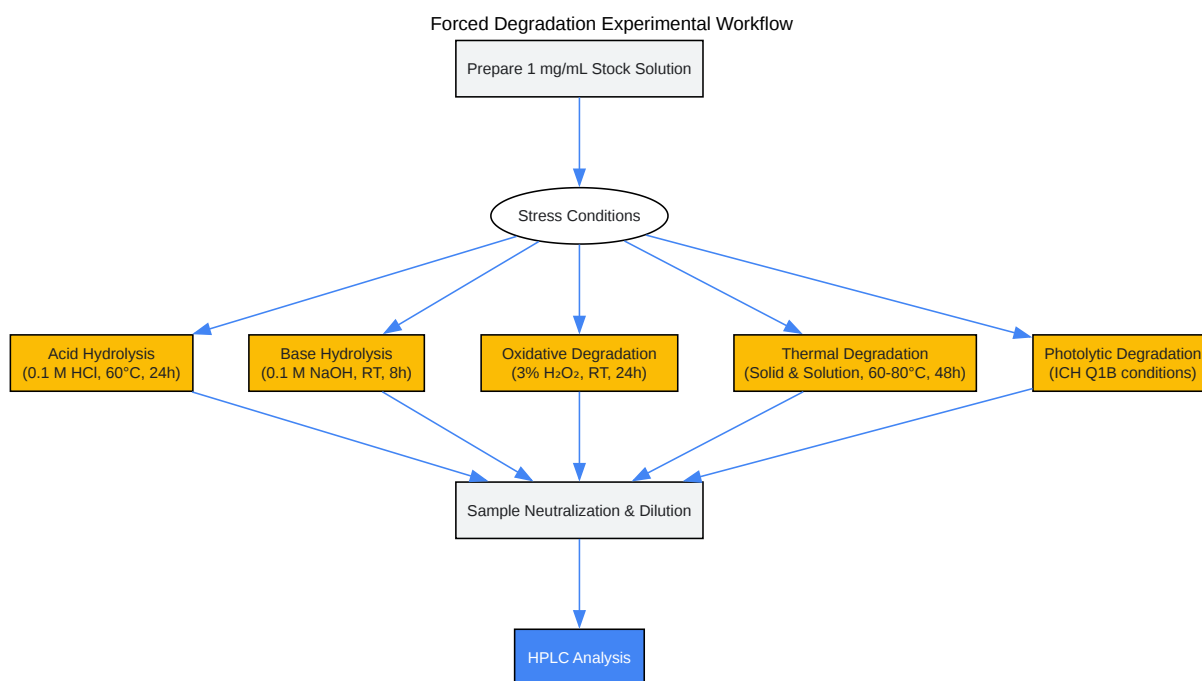 Forced Degradation Experimental Workflow
Prepare 1 mg/mL Stock Solution
Stress Conditions
Acid Hydrolysis
(0.1 M HCl, 60°C, 24h)
Base Hydrolysis
(0.1 M NaOH, RT, 8h)
Oxidative Degradation
(3% H₂O₂, RT, 24h)
Thermal Degradation
(Solid & Solution, 60-80°C, 48h)
Photolytic Degradation
(ICH Q1B conditions)
Sample Neutralization & Dilution
HPLC Analysis